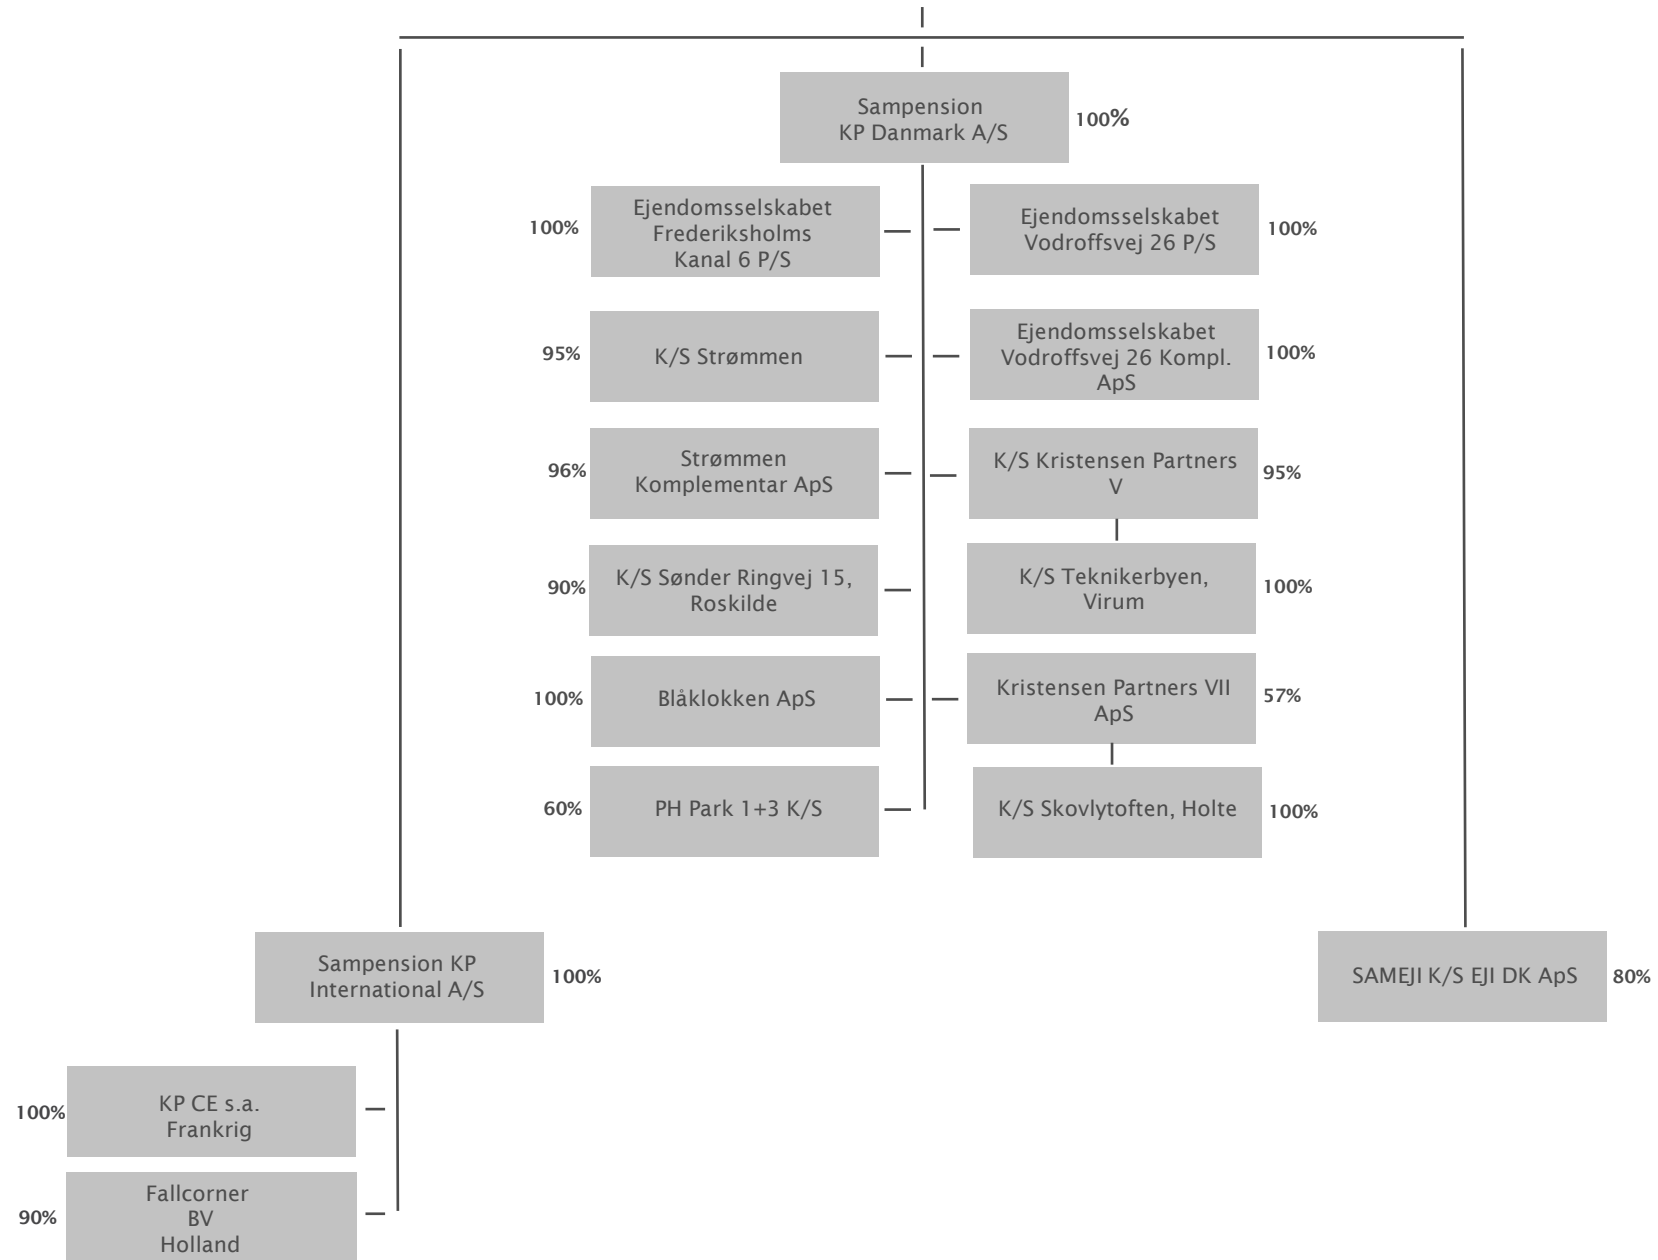 Sampension
KP Danmark A/S
100%
100%
Ejendomsselskabet
Frederiksholms
Kanal 6 P/S
Ejendomsselskabet
Vodroffsvej 26 P/S
100%
95%
K/S Strømmen
Ejendomsselskabet
Vodroffsvej 26 Kompl.
ApS
100%
96%
Strømmen
Komplementar ApS
K/S Kristensen Partners
V
95%
90%
K/S Sønder Ringvej 15,
Roskilde
K/S Teknikerbyen,
Virum
100%
100%
Blåklokken ApS
Kristensen Partners VII
ApS
57%
60%
PH Park 1+3 K/S
K/S Skovlytoften, Holte
100%
Sampension KP
International A/S
100%
SAMEJI K/S EJI DK ApS
80%
100%
KP CE s.a.
Frankrig
90%
Fallcorner
BV
Holland